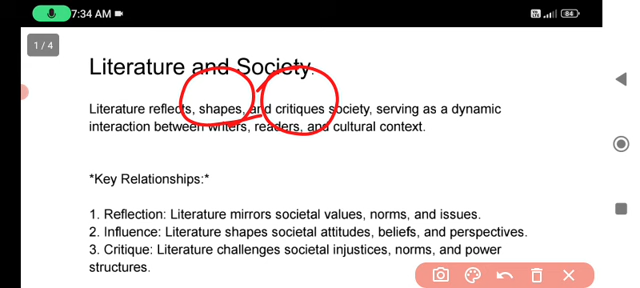 7:34 AM
84
1 / 4
Literature and Society.
Literature reflects, shapes, and critiques society, serving as a dynamic
interaction between writers, readers, and cultural context.
*Key Relationships:*
1. Reflection: Literature mirrors societal values, norms, and issues.
2. Influence: Literature shapes societal attitudes, beliefs, and perspectives.
3. Critique: Literature challenges societal injustices, norms, and power
structures.